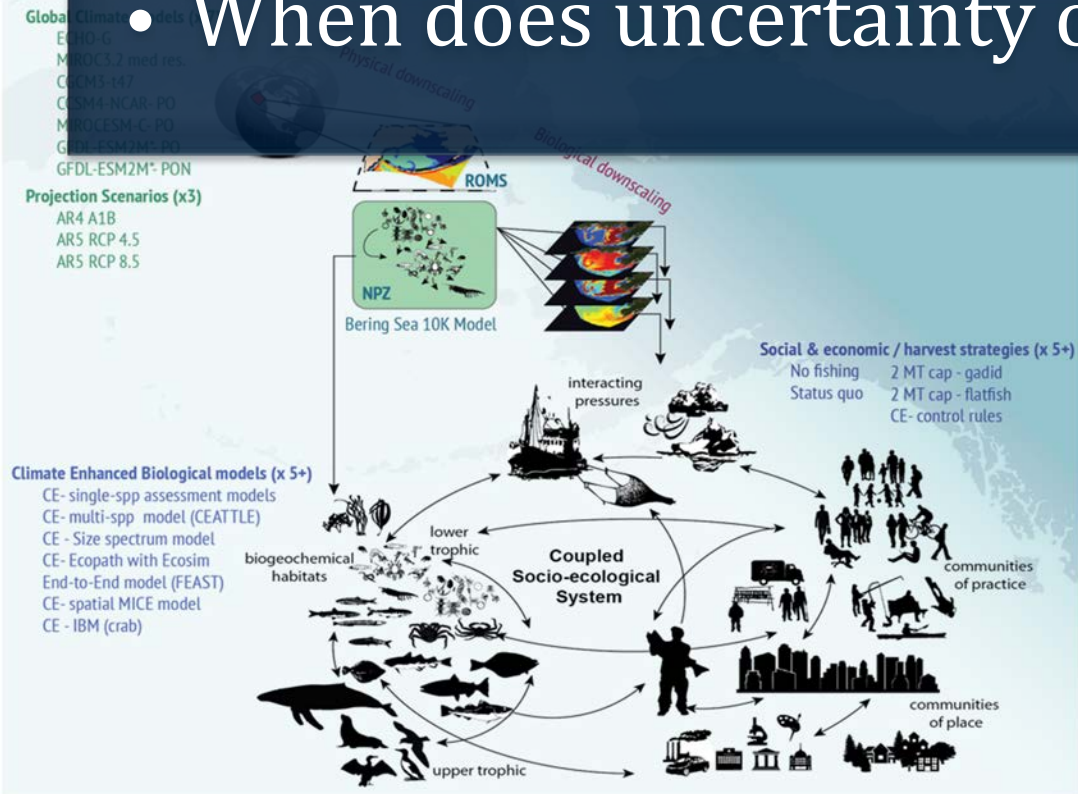 • When does uncertainty
Global Climate Models
ECHO-G
MIROC3.2 med res.
CGCM3-t47
CCSM4-NCAR- PO
MIROCESM-C- PO
GFDL-ESM2M*- PO
GFDL-ESM2M*- PON
Projection Scenarios (x3)
AR4 A1B
AR5 RCP 4.5
AR5 RCP 8.5
Physical downscaling
Biological downscaling
ROMS
NPZ
Bering Sea 10K Model
Social & economic / harvest strategies (x 5+)
No fishing 2 MT cap - gadid
Status quo 2 MT cap - flatfish
CE- control rules
Climate Enhanced Biological models (x 5+)
CE- single-spp assessment models
CE- multi-spp model (CEATTLE)
CE - Size spectrum model
CE- Ecopath with Ecosim
End-to-End model (FEAST)
CE- spatial MICE model
CE - IBM (crab)
interacting
pressures
lower
trophic
biogeochemical
habitats
Coupled
Socio-ecological
System
communities
of practice
communities
of place
upper trophic